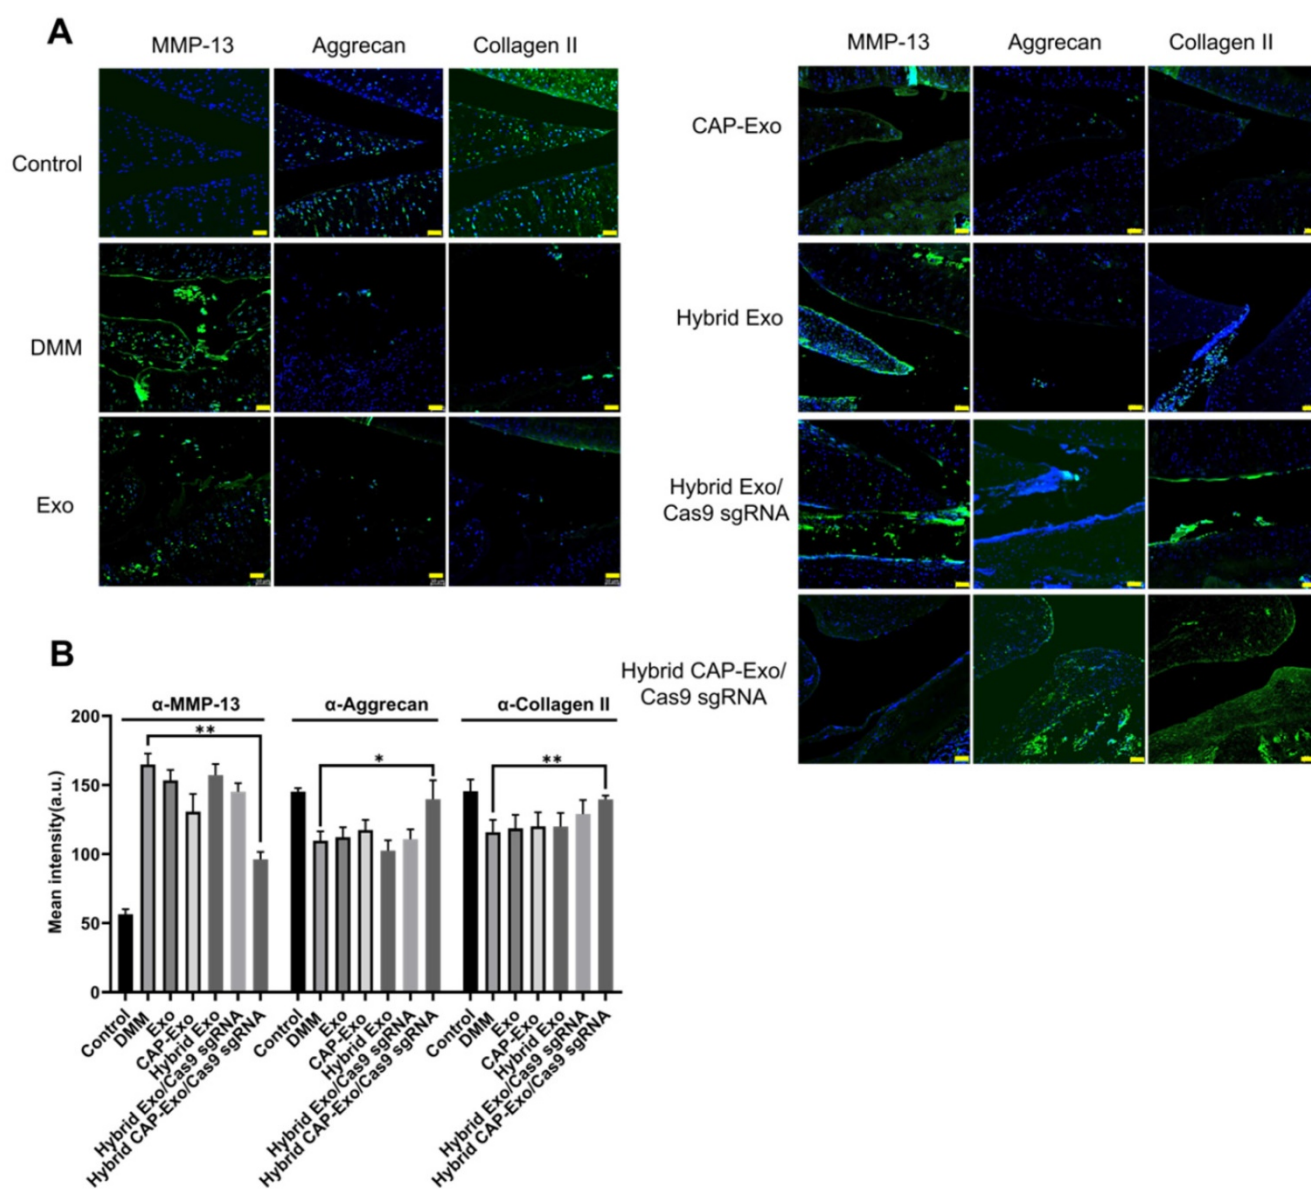 A
MMP-13 Aggrecan Collagen II
Control
DMM
Exo
MMP-13 Aggrecan Collagen II
CAP-Exo
Hybrid Exo
Hybrid Exo/
Cas9 sgRNA
Hybrid CAP-Exo/
Cas9 sgRNA
B
α-MMP-13 α-Aggrecan α-Collagen II
** * **
Mean intensity(a.u.)
200
150
100
50
0
Control
DMM
Exo
CAP-Exo
Hybrid Exo
Hybrid Exo/Cas9 sgRNA
Hybrid CAP-Exo/Cas9 sgRNA
Control
DMM
Exo
CAP-Exo
Hybrid Exo
Hybrid Exo/Cas9 sgRNA
Hybrid CAP-Exo/Cas9 sgRNA
Control
DMM
Exo
CAP-Exo
Hybrid Exo
Hybrid Exo/Cas9 sgRNA
Hybrid CAP-Exo/Cas9 sgRNA